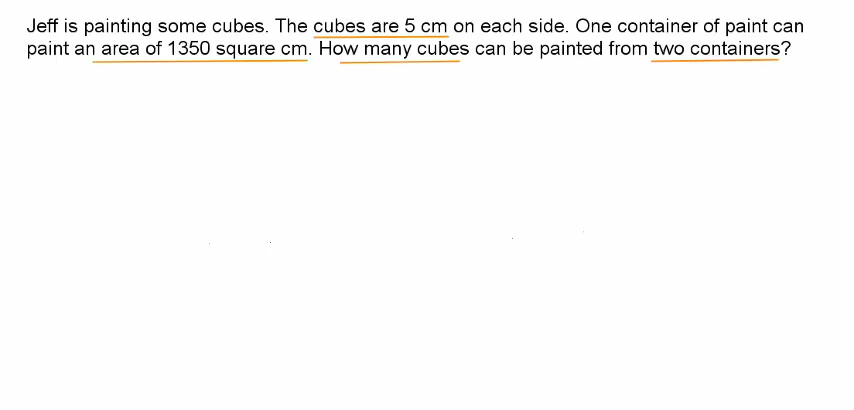 Jeff is painting some cubes. The cubes are 5 cm on each side. One container of paint can
paint an area of 1350 square cm. How many cubes can be painted from two containers?